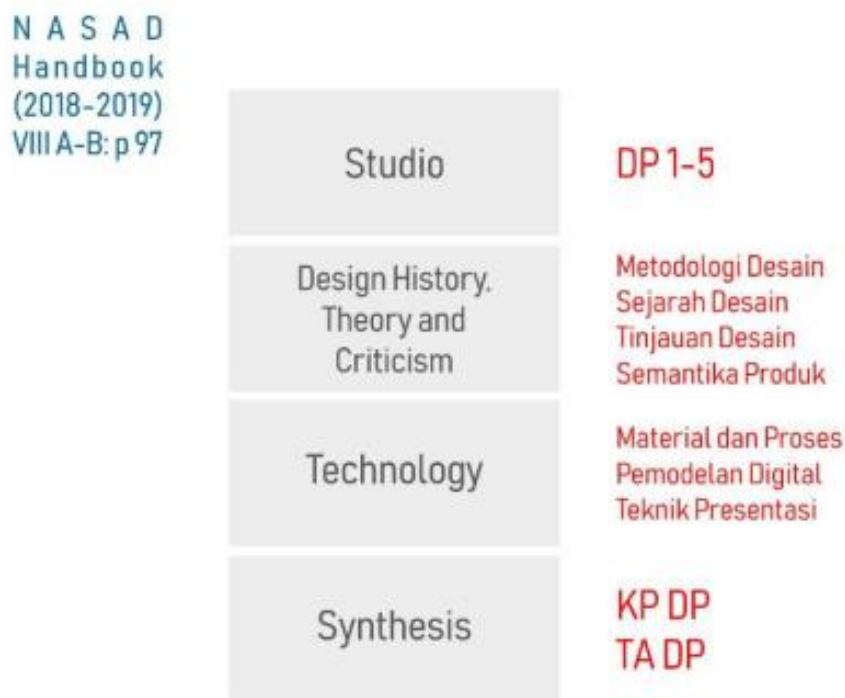 N A S A D
Handbook
(2018-2019)
VIII A-B: p 97
Studio
DP 1-5
Design History,
Theory and
Criticism
Metodologi Desain
Sejarah Desain
Tinjauan Desain
Semantika Produk
Technology
Material dan Proses
Pemodelan Digital
Teknik Presentasi
Synthesis
KP DP
TA DP